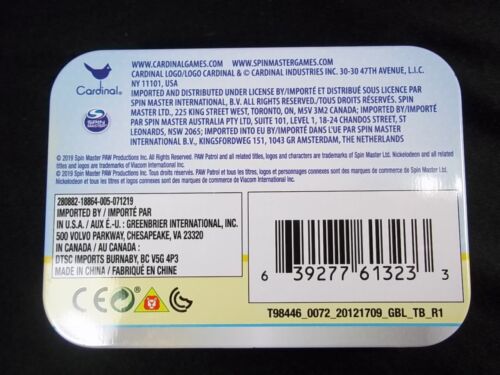 Cardinal®
SPIN MASTER
WWW.CARDINALGAMES.COM | WWW.SPINMASTERGAMES.COM
CARDINAL LOGO/LOGO CARDINAL & © CARDINAL INDUSTRIES INC. 30-30 47TH AVENUE, L.I.C.
NY 11101, USA
IMPORTED AND DISTRIBUTED UNDER LICENSE BY/IMPORTÉ ET DISTRIBUÉ SOUS LICENCE PAR
SPIN MASTER INTERNATIONAL, B.V. ALL RIGHTS RESERVED. TOUS DROITS RÉSERVÉS. SPIN
MASTER LTD., 225 KING STREET WEST, TORONTO, ON, M5V 3M2 CANADA. IMPORTED BY/IMPORTÉ
PAR SPIN MASTER AUSTRALIA PTY LTD, SUITE 101, LEVEL 1, 18-24 CHANDOS STREET, ST
LEONARDS, NSW 2065; IMPORTED INTO EU BY/IMPORTÉ DANS L'UE PAR SPIN MASTER
INTERNATIONAL, B.V., KINGSFORDWEG 151, 1043 GR AMSTERDAM, THE NETHERLANDS
© 2019 Spin Master PAW Productions Inc. All Rights Reserved. PAW Patrol and all related titles, logos and characters are trademarks of Spin Master Ltd. Nickelodeon and all related
titles and logos are trademarks of Viacom International Inc.
© 2019 Spin Master PAW Productions Inc. Tous droits réservés. PAW Patrol et tous les titres, logos et personnages connexes sont des marques de commerce de Spin Master Ltd. Nickelodeon
et tous les titres et logos connexes sont des marques de commerce de Viacom International Inc.
280882-18864-005-071219
IMPORTED BY / IMPORTÉ PAR
IN U.S.A. / AUX É.-U. : GREENBRIER INTERNATIONAL, INC.
500 VOLVO PARKWAY, CHESAPEAKE, VA 23320
IN CANADA / AU CANADA :
DTSC IMPORTS BURNABY, BC V5G 4P3
MADE IN CHINA / FABRIQUÉ EN CHINE
CE
6 39277 61323 3
T98446_0072_20121709_GBL_TB_R1